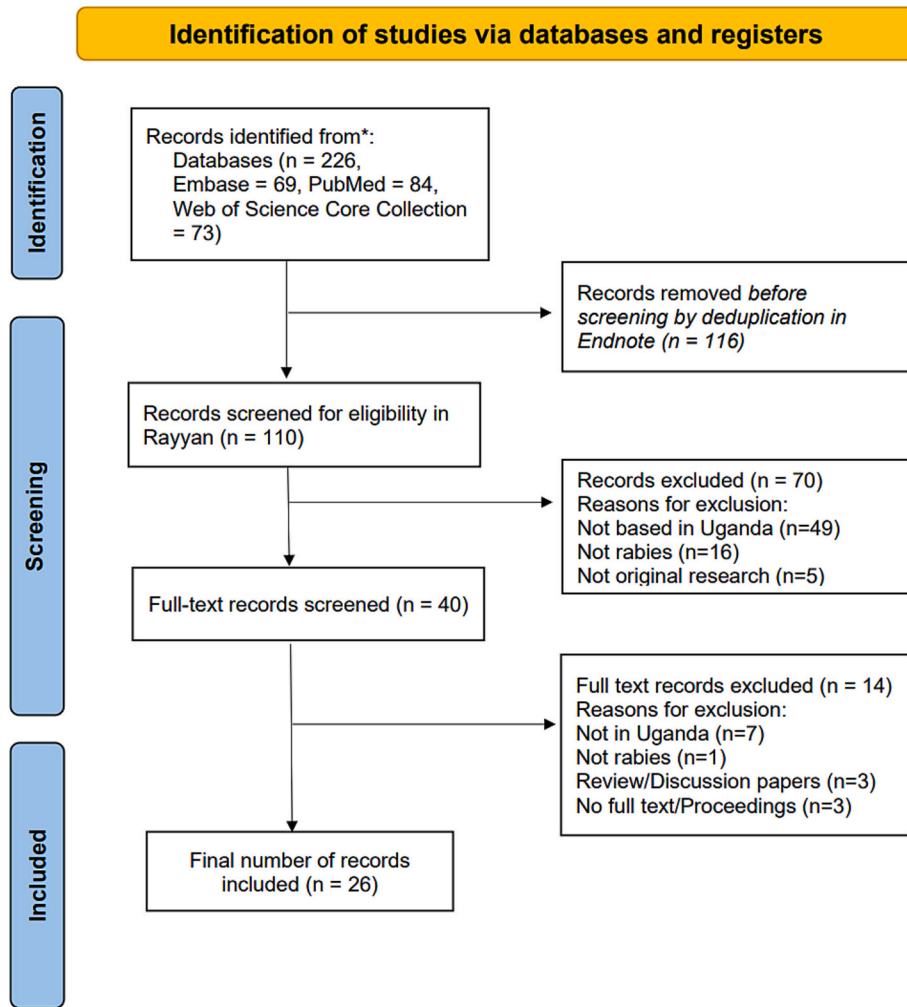 Identification of studies via databases and registers
Identification
Records identified from*:
Databases (n = 226,
Embase = 69, PubMed = 84,
Web of Science Core Collection
= 73)
Records removed before
screening by deduplication in
Endnote (n = 116)
Screening
Records screened for eligibility in
Rayyan (n = 110)
Records excluded (n = 70)
Reasons for exclusion:
Not based in Uganda (n=49)
Not rabies (n=16)
Not original research (n=5)
Full-text records screened (n = 40)
Full text records excluded (n = 14)
Reasons for exclusion:
Not in Uganda (n=7)
Not rabies (n=1)
Review/Discussion papers (n=3)
No full text/Proceedings (n=3)
Included
Final number of records
included (n = 26)